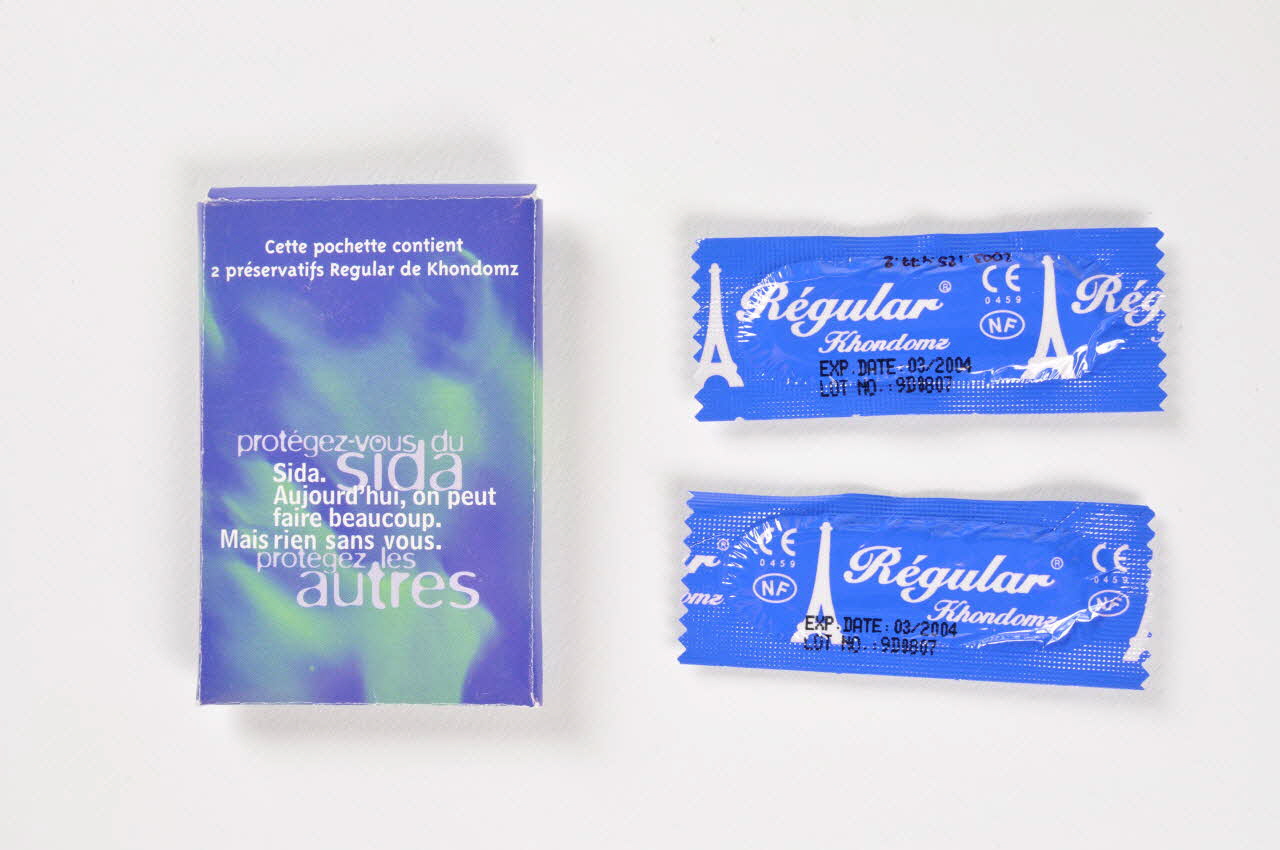 Cette pochette contient
2 préservatifs Regular de Khondomz
protégez-vous du
sida
Sida.
Aujourd'hui, on peut
faire beaucoup.
Mais rien sans vous.
protégez les
autres
Régular®
Khondomz
CE
0459
NF
EXP.DATE:03/2004
LOT NO.:9D0807
Rég
CE
0459
NF
Régular®
Khondomz
EXP.DATE:03/2004
LOT NO.:9D0807
CE
0459
NF